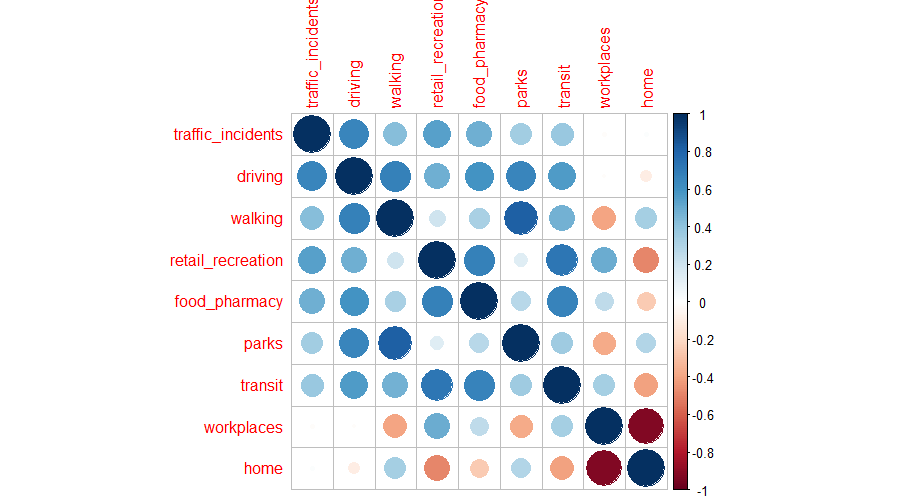 traffic_incidents
driving
walking
retail_recreation
food_pharmacy
parks
transit
workplaces
home
traffic_incidents
driving
walking
retail_recreation
food_pharmacy
parks
transit
workplaces
home
1
0.8
0.6
0.4
0.2
0
-0.2
-0.4
-0.6
-0.8
-1